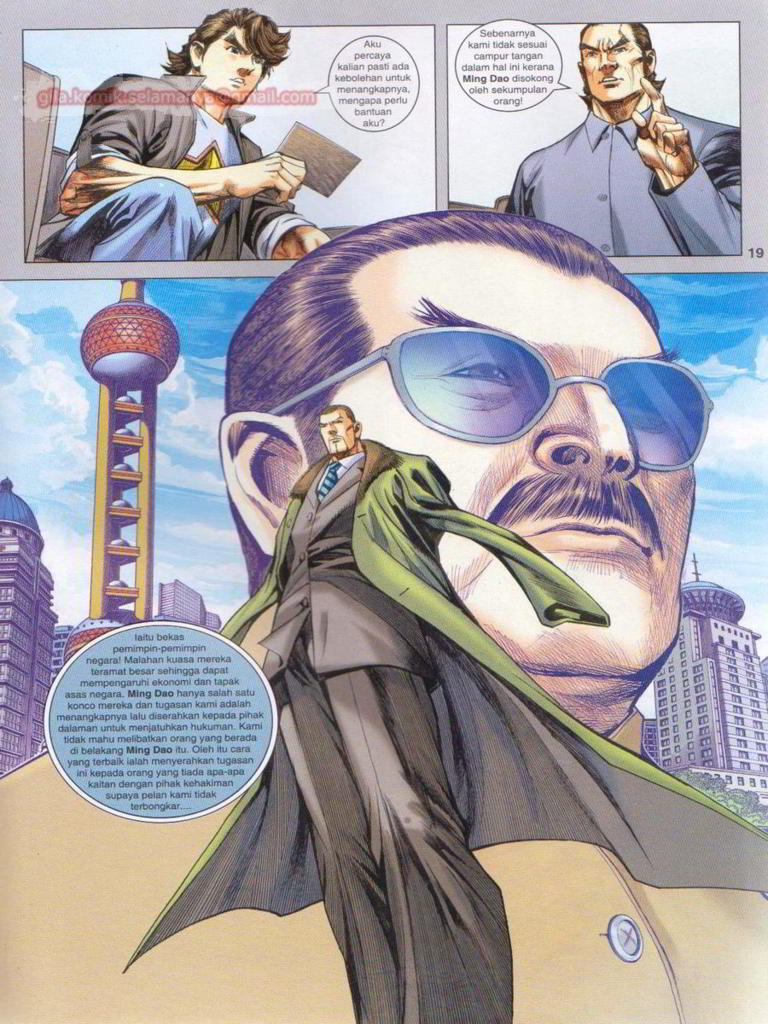 Aku
percaya
kalian pasti ada
kebolehan untuk
menangkapnya,
mengapa perlu
bantuan
aku?
gila.komik.selamanya@gmail.com
Sebenarnya
kami tidak sesuai
campur tangan
dalam hal ini kerana
Ming Dao disokong
oleh sekumpulan
orang!
19
Iaitu bekas
pemimpin-pemimpin
negara! Malahan kuasa mereka
teramat besar sehingga dapat
mempengaruhi ekonomi dan tapak
asas negara. Ming Dao hanya salah satu
konco mereka dan tugasan kami adalah
menangkapnya lalu diserahkan kepada pihak
dalaman untuk menjatuhkan hukuman. Kami
tidak mahu melibatkan orang yang berada
di belakang Ming Dao itu. Oleh itu cara
yang terbaik ialah menyerahkan tugasan
ini kepada orang yang tiada apa-apa
kaitan dengan pihak kehakiman
supaya pelan kami tidak
terbongkar....